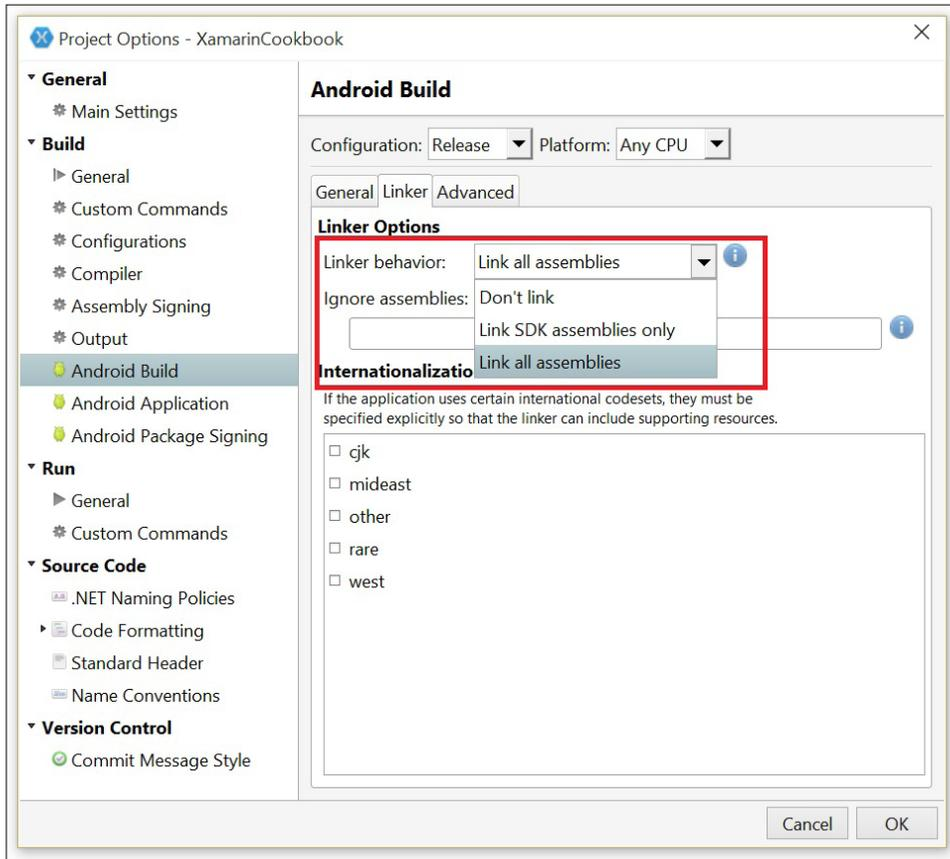 Project Options - XamarinCookbook
General
Main Settings
Build
General
Custom Commands
Configurations
Compiler
Assembly Signing
Output
Android Build
Android Application
Android Package Signing
Run
General
Custom Commands
Source Code
.NET Naming Policies
Code Formatting
Standard Header
Name Conventions
Version Control
Commit Message Style
Android Build
Configuration: Release Platform: Any CPU
General Linker Advanced
Linker Options
Linker behavior: Link all assemblies
Ignore assemblies:
Don't link
Link SDK assemblies only
Link all assemblies
Internationalizatio
If the application uses certain international codesets, they must be
specified explicitly so that the linker can include supporting resources.
cjk
mideast
other
rare
west
Cancel OK